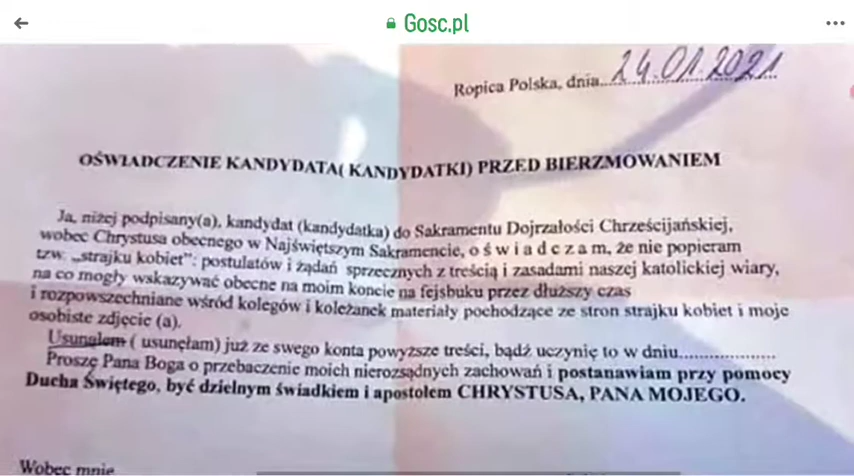 Gosc.pl
Ropica Polska, dnia...24.01.2021...
OŚWIADCZENIE KANDYDATA( KANDYDATKI) PRZED BIERZMOWANIEM
Ja, niżej podpisany(a), kandydat (kandydatka) do Sakramentu Dojrzałości Chrześcijańskiej,
wobec Chrystusa obecnego w Najświętszym Sakramencie, o ś w i a d c z a m, że nie popieram
tzw. „strajku kobiet”: postulatów i żądań sprzecznych z treścią i zasadami naszej katolickiej wiary,
na co mogły wskazywać obecne na moim koncie na fejsbuku przez dłuższy czas
i rozpowszechniane wśród kolegów i koleżanek materiały pochodzące ze stron strajku kobiet i moje
osobiste zdjęcie (a).
Usunąłem ( usunęłam) już ze swego konta powyższe treści, bądź uczynię to w dniu...................
Proszę Pana Boga o przebaczenie moich nierozsądnych zachowań i postanawiam przy pomocy
Ducha Świętego, być dzielnym świadkiem i apostołem CHRYSTUSA, PANA MOJEGO.
Wobec mnie